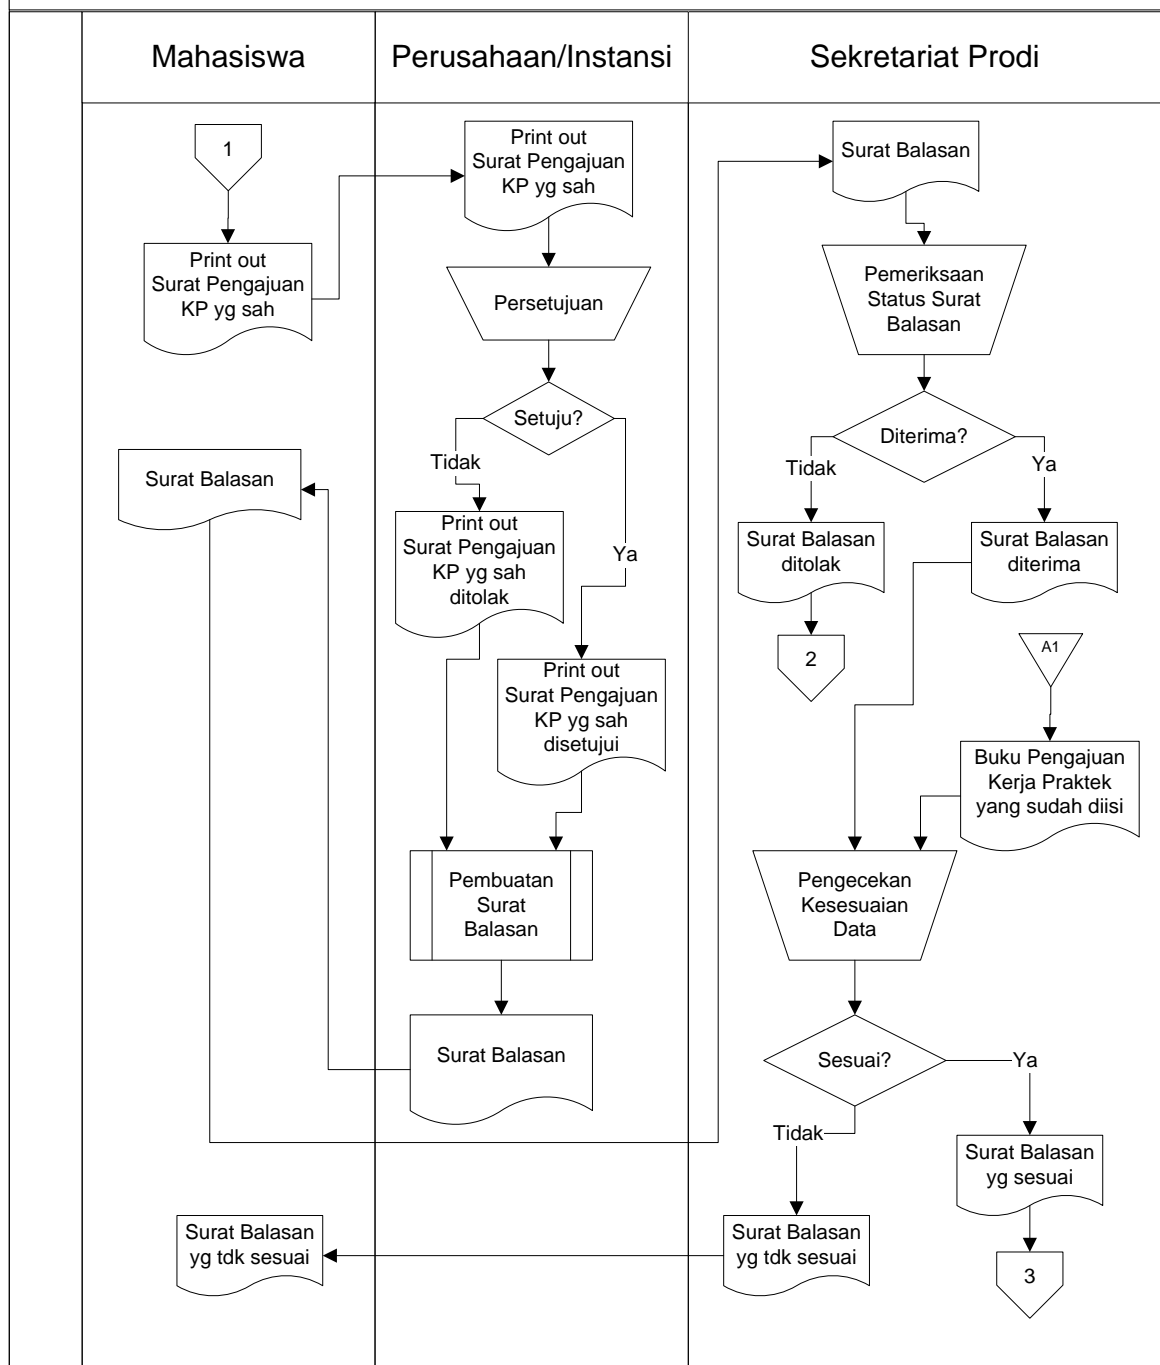 Mahasiswa
Perusahaan/Instansi
Sekretariat Prodi
1
Print out
Surat Pengajuan
KP yg sah
Surat Balasan
Surat Balasan
yg tdk sesuai
Print out
Surat Pengajuan
KP yg sah
Persetujuan
Setuju?
Tidak
Ya
Print out
Surat Pengajuan
KP yg sah
ditolak
Print out
Surat Pengajuan
KP yg sah
disetujui
Pembuatan
Surat
Balasan
Surat Balasan
Surat Balasan
Pemeriksaan
Status Surat
Balasan
Diterima?
Tidak
Ya
Surat Balasan
ditolak
Surat Balasan
diterima
2
A1
Buku Pengajuan
Kerja Praktek
yang sudah diisi
Pengecekan
Kesesuaian
Data
Sesuai?
Ya
Tidak
Surat Balasan
yg sesuai
Surat Balasan
yg tdk sesuai
3